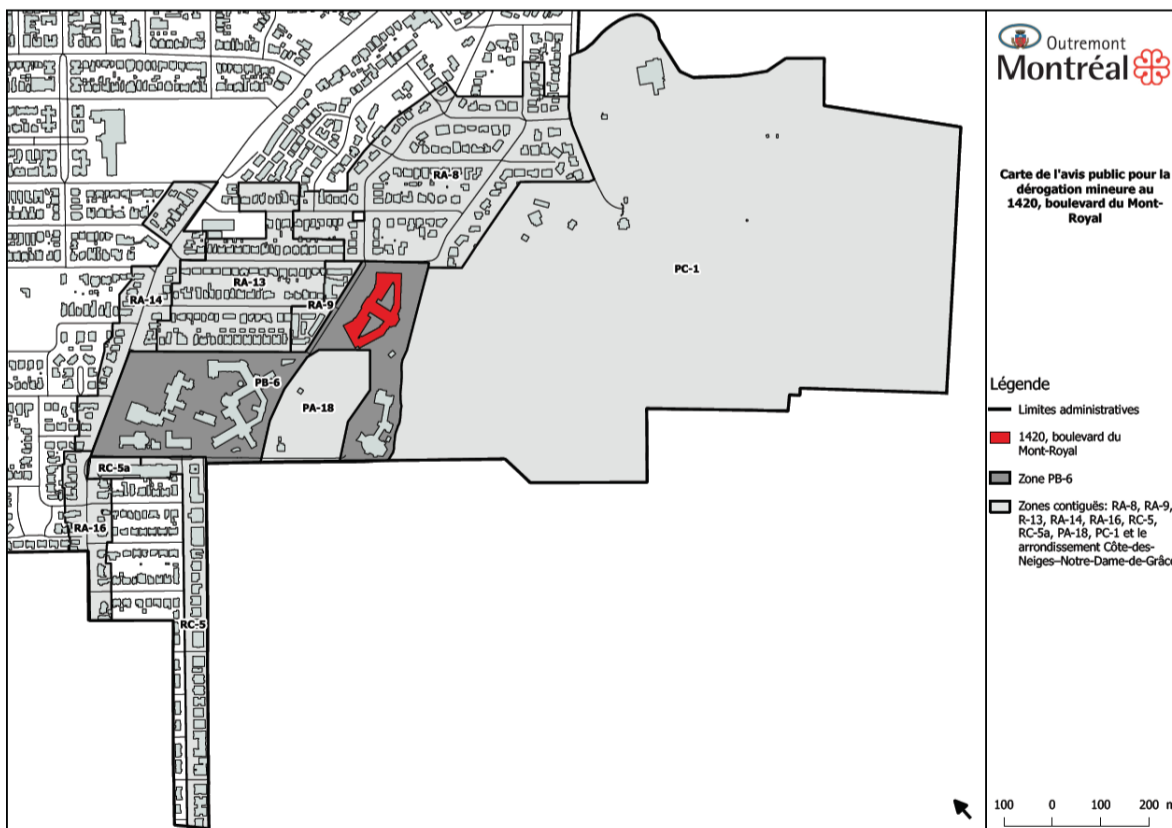 Outremont
Montréal
Carte de l'avis public pour la
dérogation mineure au
1420, boulevard du Mont-
Royal
RA-8
PC-1
RA-13
RA-14
RA-9
PB-6
PA-18
RC-5a
RA-16
RC-5
Légende
Limites administratives
1420, boulevard du
Mont-Royal
Zone PB-6
Zones contiguës: RA-8, RA-9,
R-13, RA-14, RA-16, RC-5,
RC-5a, PA-18, PC-1 et le
arrondissement Côte-des-
Neiges–Notre-Dame-de-Grâce
100 0 100 200 m